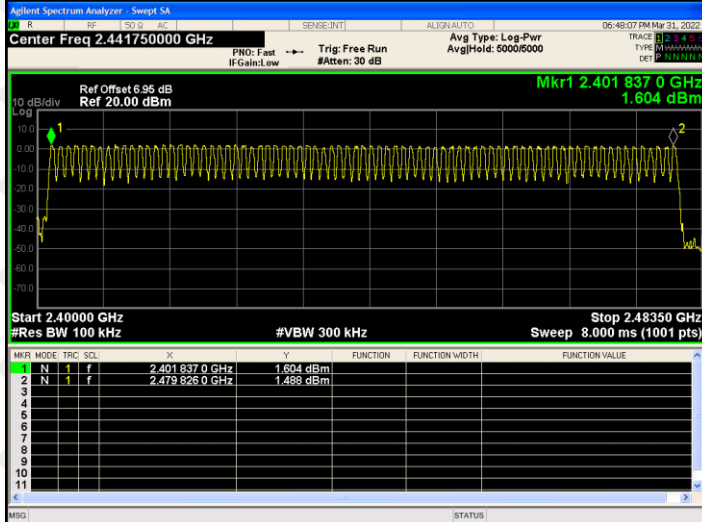 Agilent Spectrum Analyzer - Swept SA
R RF 50 Ω AC SENSE:INT ALIGN AUTO 06:48:07 PM Mar 31, 2022
Center Freq 2.441750000 GHz
PNO: Fast
IFGain:Low
Trig: Free Run
#Atten: 30 dB
Avg Type: Log-Pwr
Avg|Hold: 5000/5000
TRACE 1 2 3 4 5
TYPE M
DET P N N N N
Mkr1 2.401 837 0 GHz
1.604 dBm
Ref Offset 6.95 dB
Ref 20.00 dBm
10 dB/div
Log
1
2
10.0
0.00
-10.0
-20.0
-30.0
-40.0
-50.0
-60.0
-70.0
Start 2.40000 GHz Stop 2.48350 GHz
#Res BW 100 kHz #VBW 300 kHz Sweep 8.000 ms (1001 pts)
MKR MODE TRC SCL X Y FUNCTION FUNCTION WIDTH FUNCTION VALUE
1 N 1 f 2.401 837 0 GHz 1.604 dBm
2 N 1 f 2.479 826 0 GHz 1.488 dBm
3
4
5
6
7
8
9
10
11
MSG STATUS